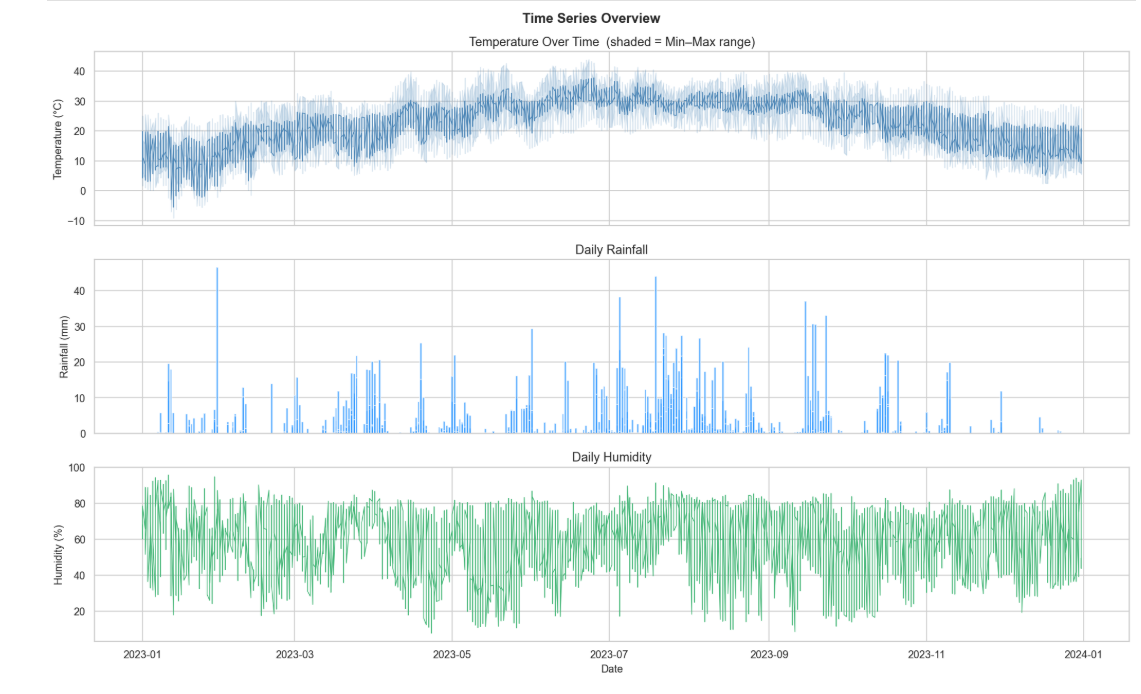 Time Series Overview
Temperature Over Time  (shaded = Min–Max range)
Temperature (°C)
40
30
20
10
0
−10
Daily Rainfall
Rainfall (mm)
40
30
20
10
0
Daily Humidity
Humidity (%)
100
80
60
40
20
2023-01 2023-03 2023-05 2023-07 2023-09 2023-11 2024-01
Date